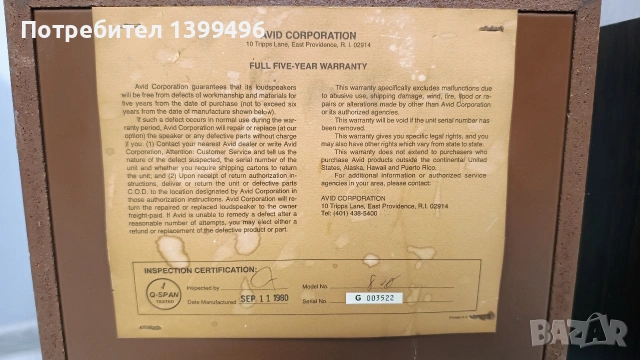 Потребител 1399496
AVID CORPORATION
10 Tripps Lane, East Providence, R. I. 02914
FULL FIVE-YEAR WARRANTY
Avid Corporation guarantees that its loudspeakers
will be free from defects of workmanship and materials for
five years from the date of purchase (not to exceed six
years from the date of manufacture shown below).
If such a defect occurs in normal use during the war-
ranty period, Avid Corporation will repair or replace (at our
option) the speaker or any defective parts without charge if
you: (1) Contact your nearest Avid dealer or write Avid
Corporation, Attention: Customer Service and tell us the
nature of the defect suspected, the serial number of the
unit and whether you require shipping cartons to return
the unit; and (2) Upon receipt of return authorization in-
structions, deliver or return the unit or defective parts
C.O.D. to the location designated by Avid Corporation in
those authorization instructions. Avid Corporation will re-
turn the repaired or replaced loudspeaker to the owner
freight-paid. If Avid is unable to remedy a defect after a
reasonable number of attempts, you may elect either a
refund or replacement of the defective product or part.
This warranty specifically excludes malfunctions due
to abusive use, shipping damage, wind, fire, flood or re-
pairs or alterations made by other than Avid Corporation
or its authorized agencies.
This warranty will be void if the unit serial number has
been removed.
This warranty gives you specific legal rights, and you
may also have other rights which vary from state to state.
This warranty does not extend to purchasers who
purchase Avid products outside the continental United
States, Alaska, Hawaii and Puerto Rico.
For additional information or authorized service
agencies in your area, please contact:
AVID CORPORATION
10 Tripps Lane, East Providence, R.I. 02914
Tel: (401) 438-5400
INSPECTION CERTIFICATION:
Q-SPAN
TESTED
Inspected by
Model No.
Date Manufactured SEP 11 1980
Serial No. G 003522
BAZAR.BG